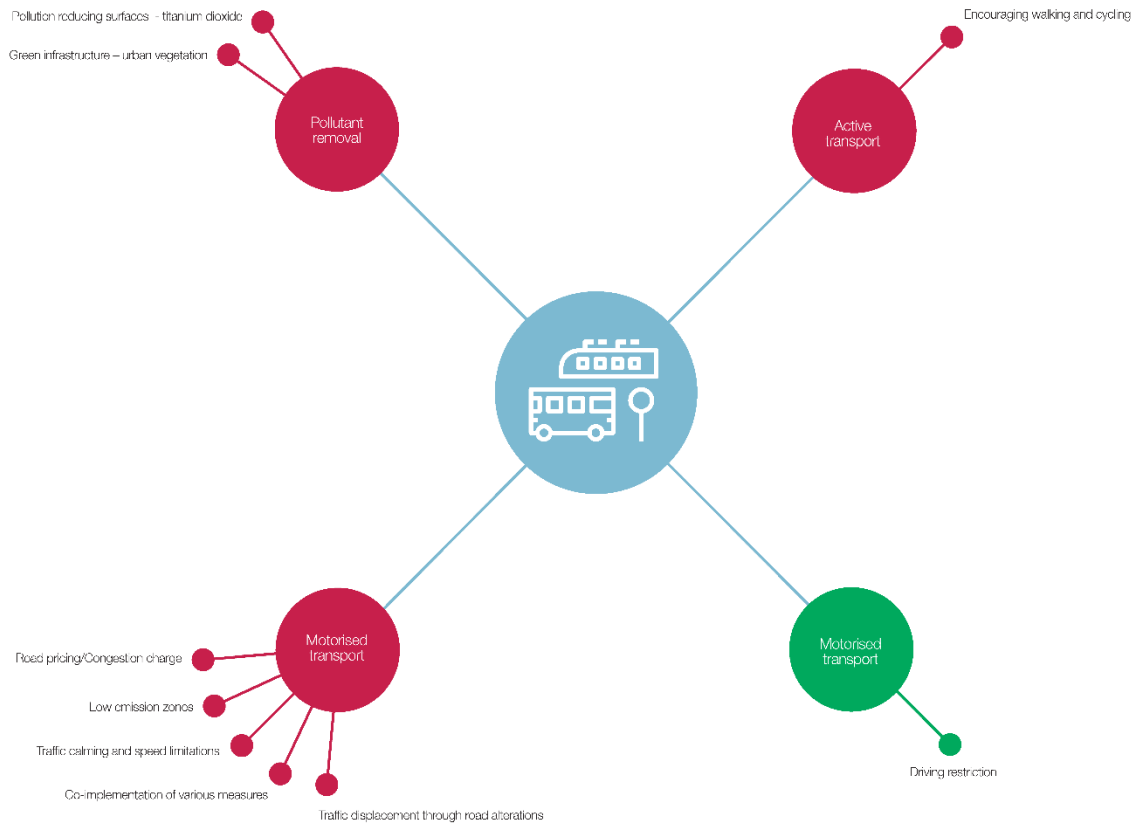 Pollution reducing surfaces - titanium dioxide
Green infrastructure – urban vegetation
Pollutant
removal
Encouraging walking and cycling
Active
transport
Motorised
transport
Road pricing/Congestion charge
Low emission zones
Traffic calming and speed limitations
Co-implementation of various measures
Traffic displacement through road alterations
Motorised
transport
Driving restriction